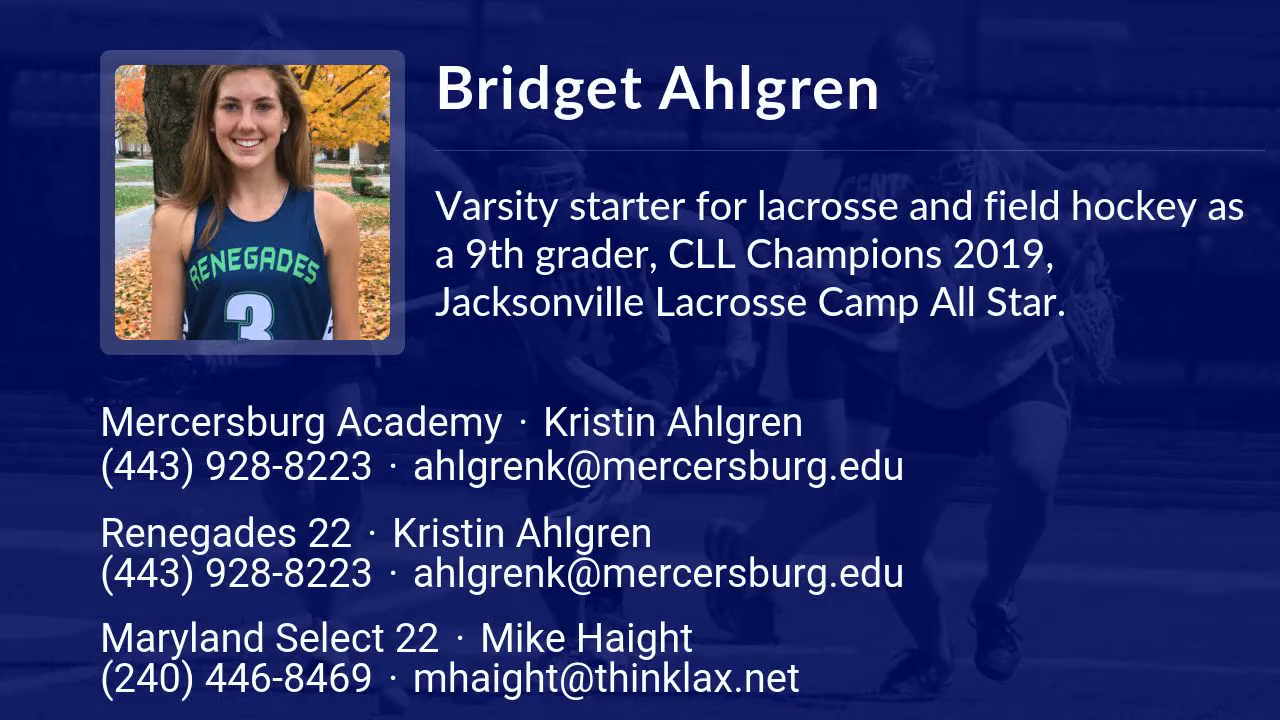 Bridget Ahlgren
RENEGADES
3
Varsity starter for lacrosse and field hockey as
a 9th grader, CLL Champions 2019,
Jacksonville Lacrosse Camp All Star.
Mercersburg Academy · Kristin Ahlgren
(443) 928-8223 · ahlgrenk@mercersburg.edu
Renegades 22 · Kristin Ahlgren
(443) 928-8223 · ahlgrenk@mercersburg.edu
Maryland Select 22 · Mike Haight
(240) 446-8469 · mhaight@thinklax.net